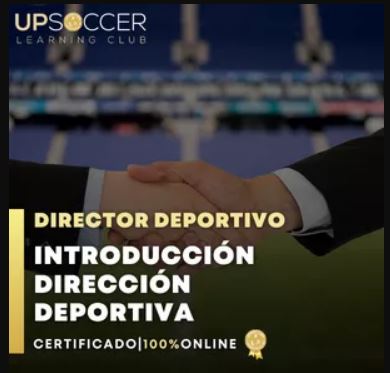 UPSOCCER
LEARNING CLUB
DIRECTOR DEPORTIVO
INTRODUCCIÓN
DIRECCIÓN
DEPORTIVA
CERTIFICADO|100%ONLINE